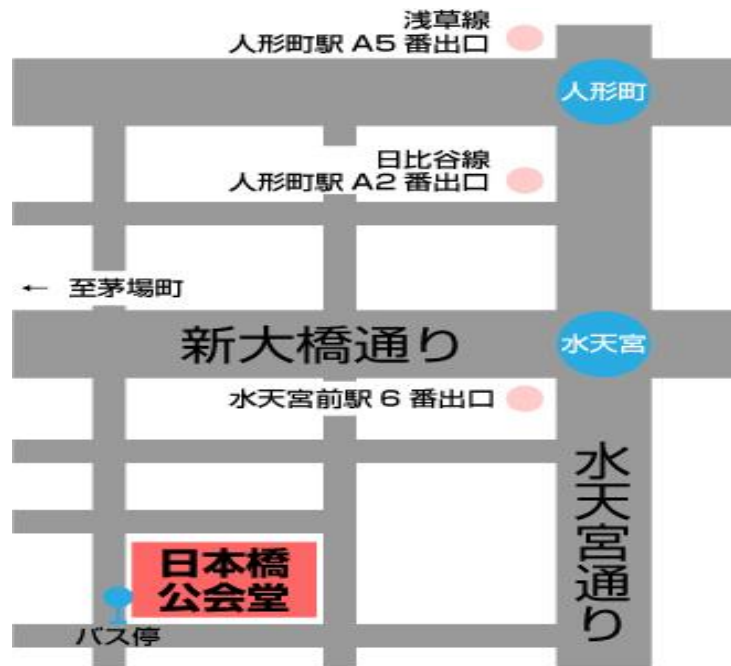 浅草線
人形町駅 A5 番出口
人形町
日比谷線
人形町駅 A2 番出口
← 至茅場町
新大橋通り
水天宮
水天宮前駅 6 番出口
水天宮通り
日本橋
公会堂
バス停